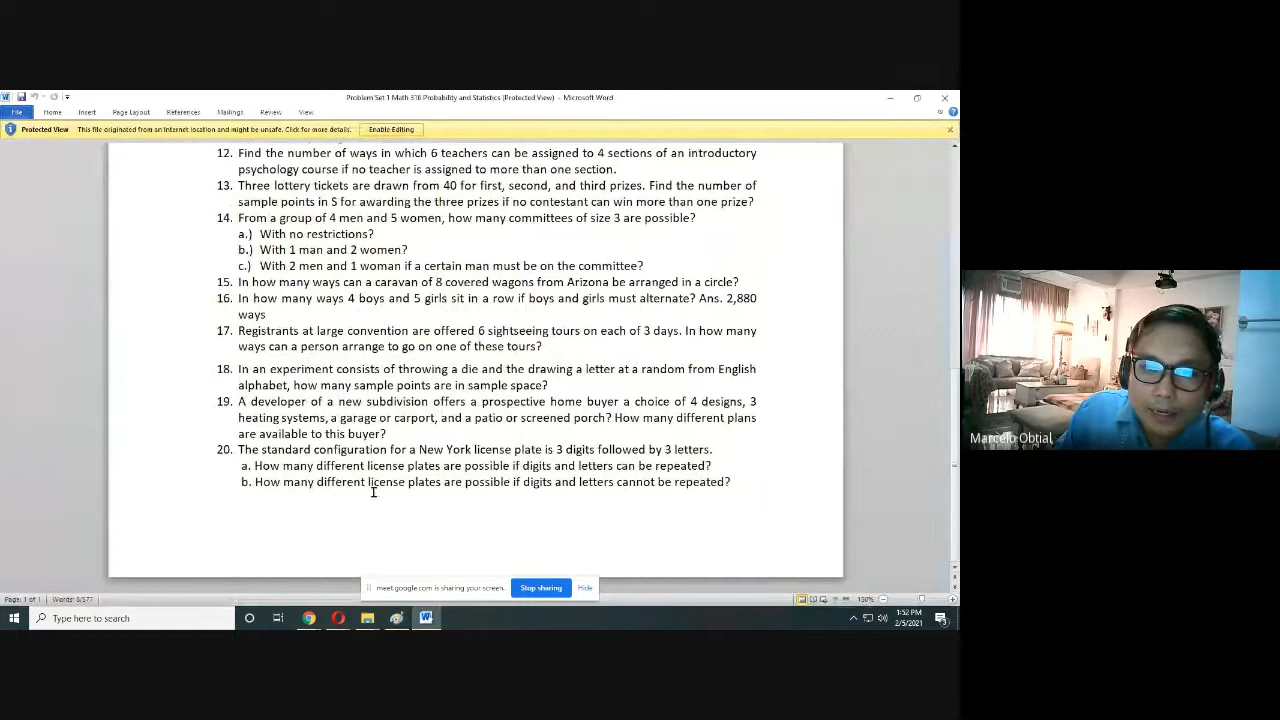 Problem Set 1 Math 316 Probability and Statistics (Protected View) - Microsoft Word
File Home Insert Page Layout References Mailings Review View
Protected View This file originated from an Internet location and might be unsafe. Click for more details. Enable Editing
12. Find the number of ways in which 6 teachers can be assigned to 4 sections of an introductory
psychology course if no teacher is assigned to more than one section.
13. Three lottery tickets are drawn from 40 for first, second, and third prizes. Find the number of
sample points in S for awarding the three prizes if no contestant can win more than one prize?
14. From a group of 4 men and 5 women, how many committees of size 3 are possible?
a.) With no restrictions?
b.) With 1 man and 2 women?
c.) With 2 men and 1 woman if a certain man must be on the committee?
15. In how many ways can a caravan of 8 covered wagons from Arizona be arranged in a circle?
16. In how many ways 4 boys and 5 girls sit in a row if boys and girls must alternate? Ans. 2,880
ways
17. Registrants at large convention are offered 6 sightseeing tours on each of 3 days. In how many
ways can a person arrange to go on one of these tours?
18. In an experiment consists of throwing a die and the drawing a letter at a random from English
alphabet, how many sample points are in sample space?
19. A developer of a new subdivision offers a prospective home buyer a choice of 4 designs, 3
heating systems, a garage or carport, and a patio or screened porch? How many different plans
are available to this buyer?
20. The standard configuration for a New York license plate is 3 digits followed by 3 letters.
a. How many different license plates are possible if digits and letters can be repeated?
b. How many different license plates are possible if digits and letters cannot be repeated?
Marcelo Obtial
meet.google.com is sharing your screen. Stop sharing Hide
Page: 1 of 1 Words: 8/577 150%
Type here to search
1:52 PM
2/5/2021